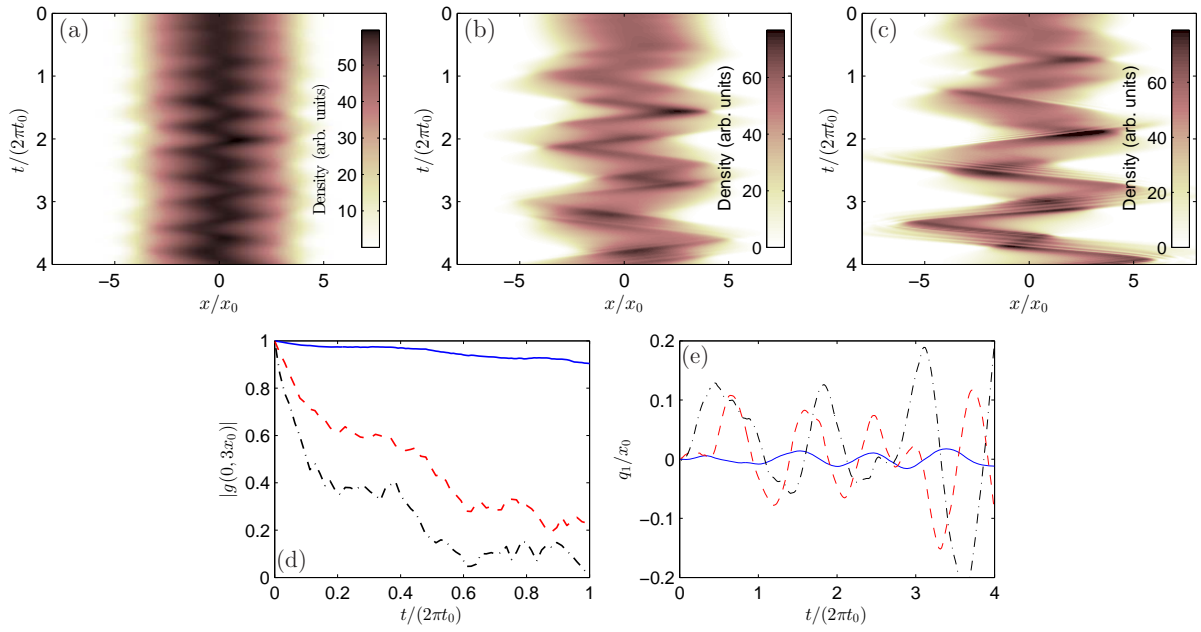 (a)
0
1
2
3
4
t/(2πt₀)
−5 0 5
x/x₀
50
40
30
20
10
Density (arb. units)
(b)
0
1
2
3
4
t/(2πt₀)
−5 0 5
x/x₀
60
40
20
0
Density (arb. units)
(c)
0
1
2
3
4
t/(2πt₀)
−5 0 5
x/x₀
60
40
20
0
Density (arb. units)
(d)
1
0.8
0.6
0.4
0.2
0
|g(0, 3x₀)|
0 0.2 0.4 0.6 0.8 1
t/(2πt₀)
(e)
0.2
0.1
0
−0.1
−0.2
q₁/x₀
0 1 2 3 4
t/(2πt₀)